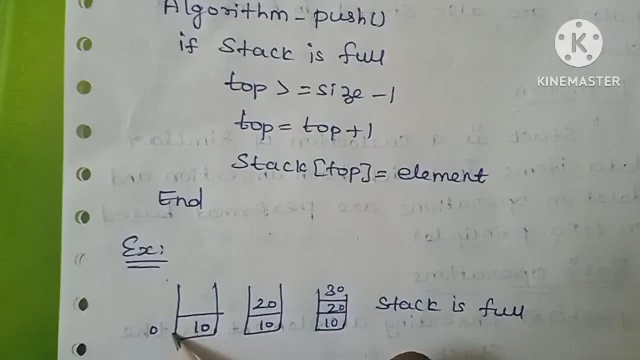 Algorithm - push()
if Stack is full
top > = size - 1
top = top + 1
Stack [top] = element
End
Ex:
30
20 20
0 10 10 10 Stack is full
K
KINEMASTER